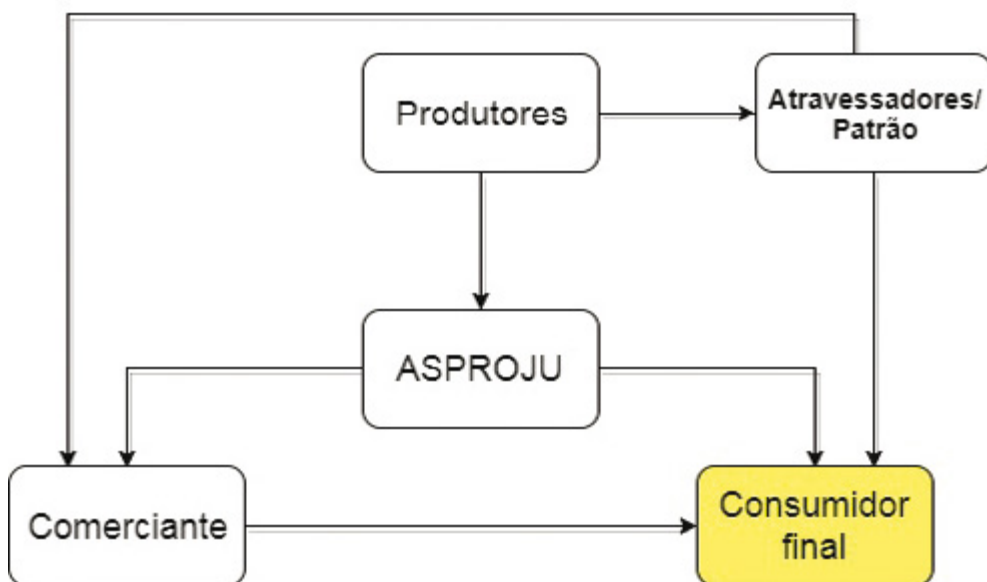 Produtores
Atravessadores/
Patrão
ASPROJU
Comerciante
Consumidor
final